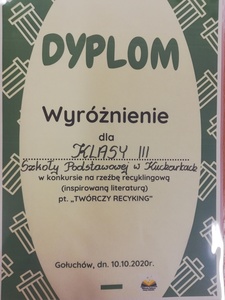 DYPLOM
Wyróżnienie
dla
KLASY III
Szkoły Podstawowej w Kucharkach
w konkursie na rzeźbę recyklingową
(inspirowaną literaturą)
pt. „TWÓRCZY RECYKING"
Gołuchów, dn. 10.10.2020r.